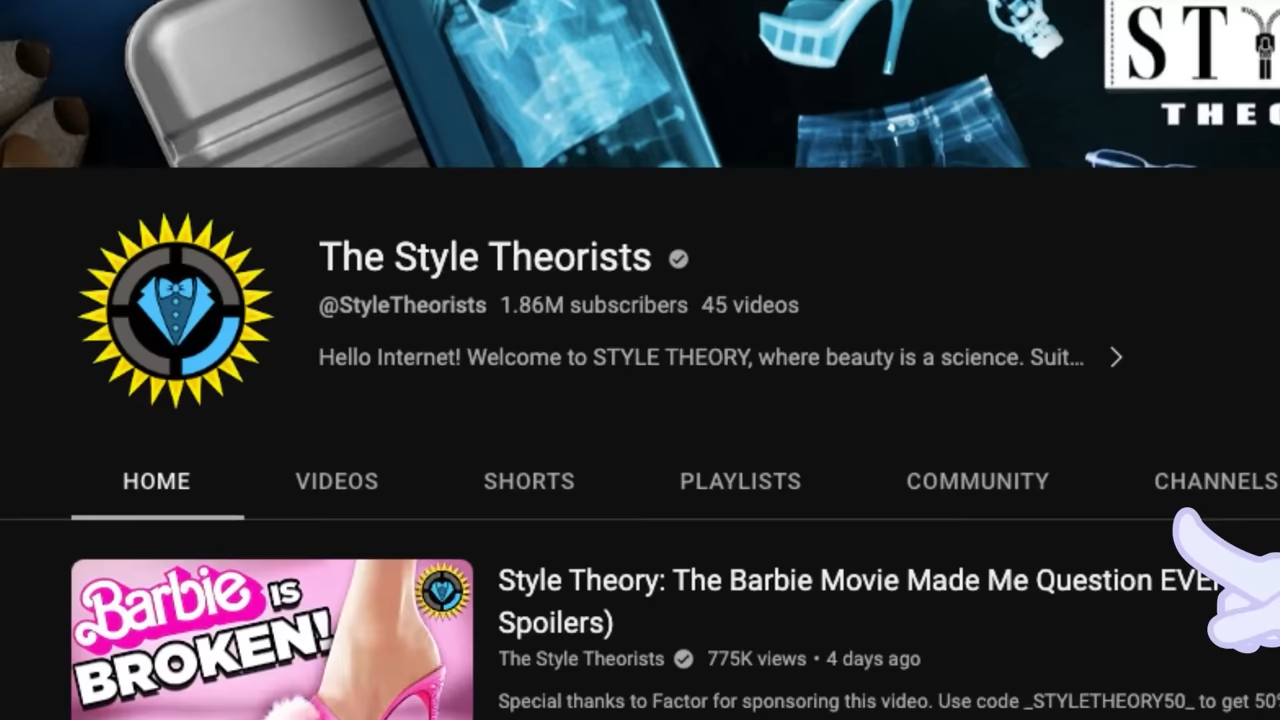 STY
THEO
The Style Theorists
@StyleTheorists 1.86M subscribers 45 videos
Hello Internet! Welcome to STYLE THEORY, where beauty is a science. Suit...
HOME VIDEOS SHORTS PLAYLISTS COMMUNITY CHANNELS
Barbie IS
BROKEN!
Style Theory: The Barbie Movie Made Me Question EVE
Spoilers)
The Style Theorists 775K views • 4 days ago
Special thanks to Factor for sponsoring this video. Use code _STYLETHEORY50_ to get 50